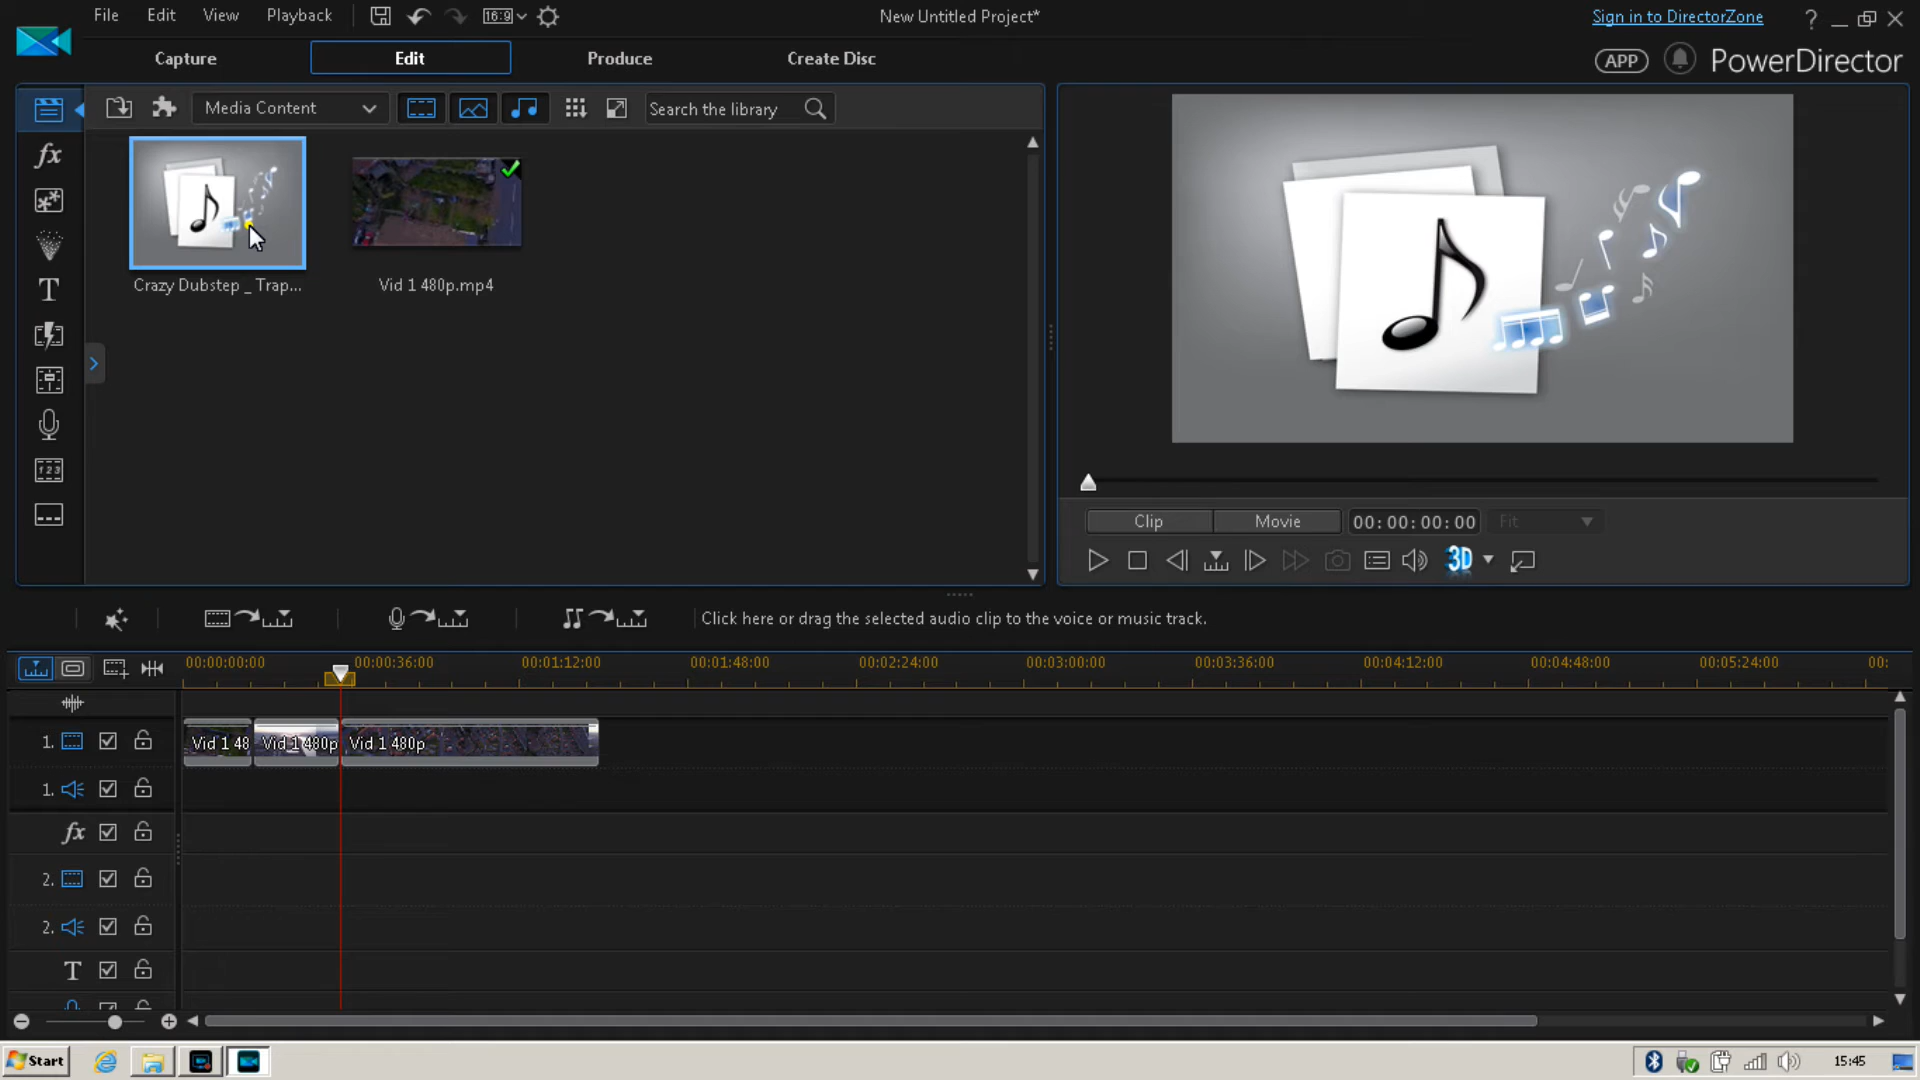 File Edit View Playback 16:9 New Untitled Project* Sign in to DirectorZone ?
Capture Edit Produce Create Disc APP PowerDirector
Media Content Search the library
fx
T
Crazy Dubstep _ Trap... Vid 1 480p.mp4
Clip Movie 00:00:00:00 Fit
3D
123
Click here or drag the selected audio clip to the voice or music track.
00:00:00:00 00:00:36:00 00:01:12:00 00:01:48:00 00:02:24:00 00:03:00:00 00:03:36:00 00:04:12:00 00:04:48:00 00:05:24:00 00:
1. Vid 1 48 Vid 1 480p Vid 1 480p
1.
fx
2.
2.
T
Start 15:45